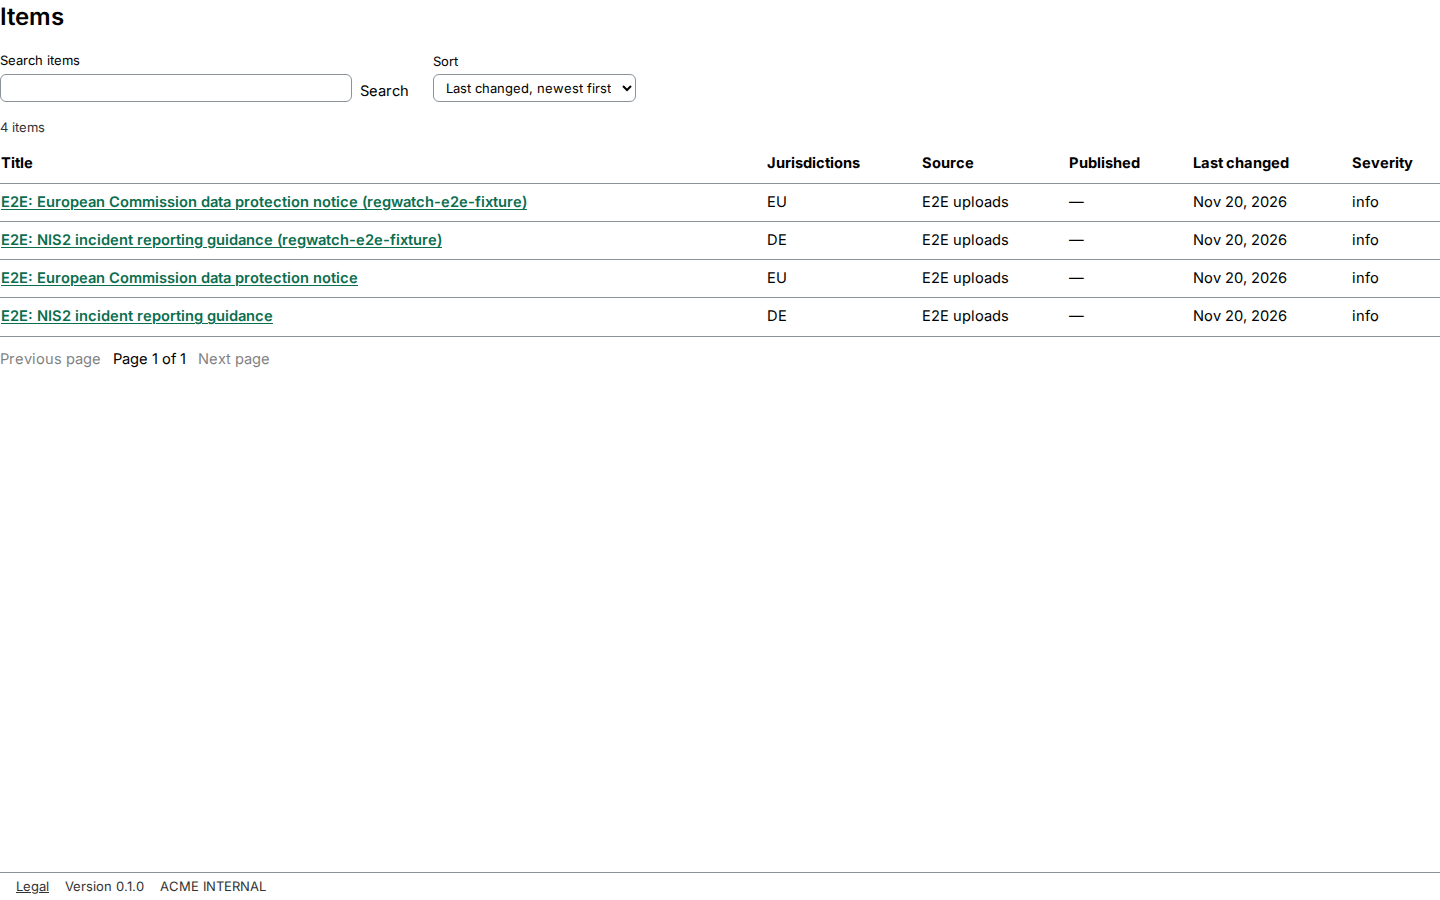 Items
Search items
Sort
Search
Last changed, newest first
4 items
Title Jurisdictions Source Published Last changed Severity
E2E: European Commission data protection notice (regwatch-e2e-fixture) EU E2E uploads — Nov 20, 2026 info
E2E: NIS2 incident reporting guidance (regwatch-e2e-fixture) DE E2E uploads — Nov 20, 2026 info
E2E: European Commission data protection notice EU E2E uploads — Nov 20, 2026 info
E2E: NIS2 incident reporting guidance DE E2E uploads — Nov 20, 2026 info
Previous page Page 1 of 1 Next page
Legal Version 0.1.0 ACME INTERNAL